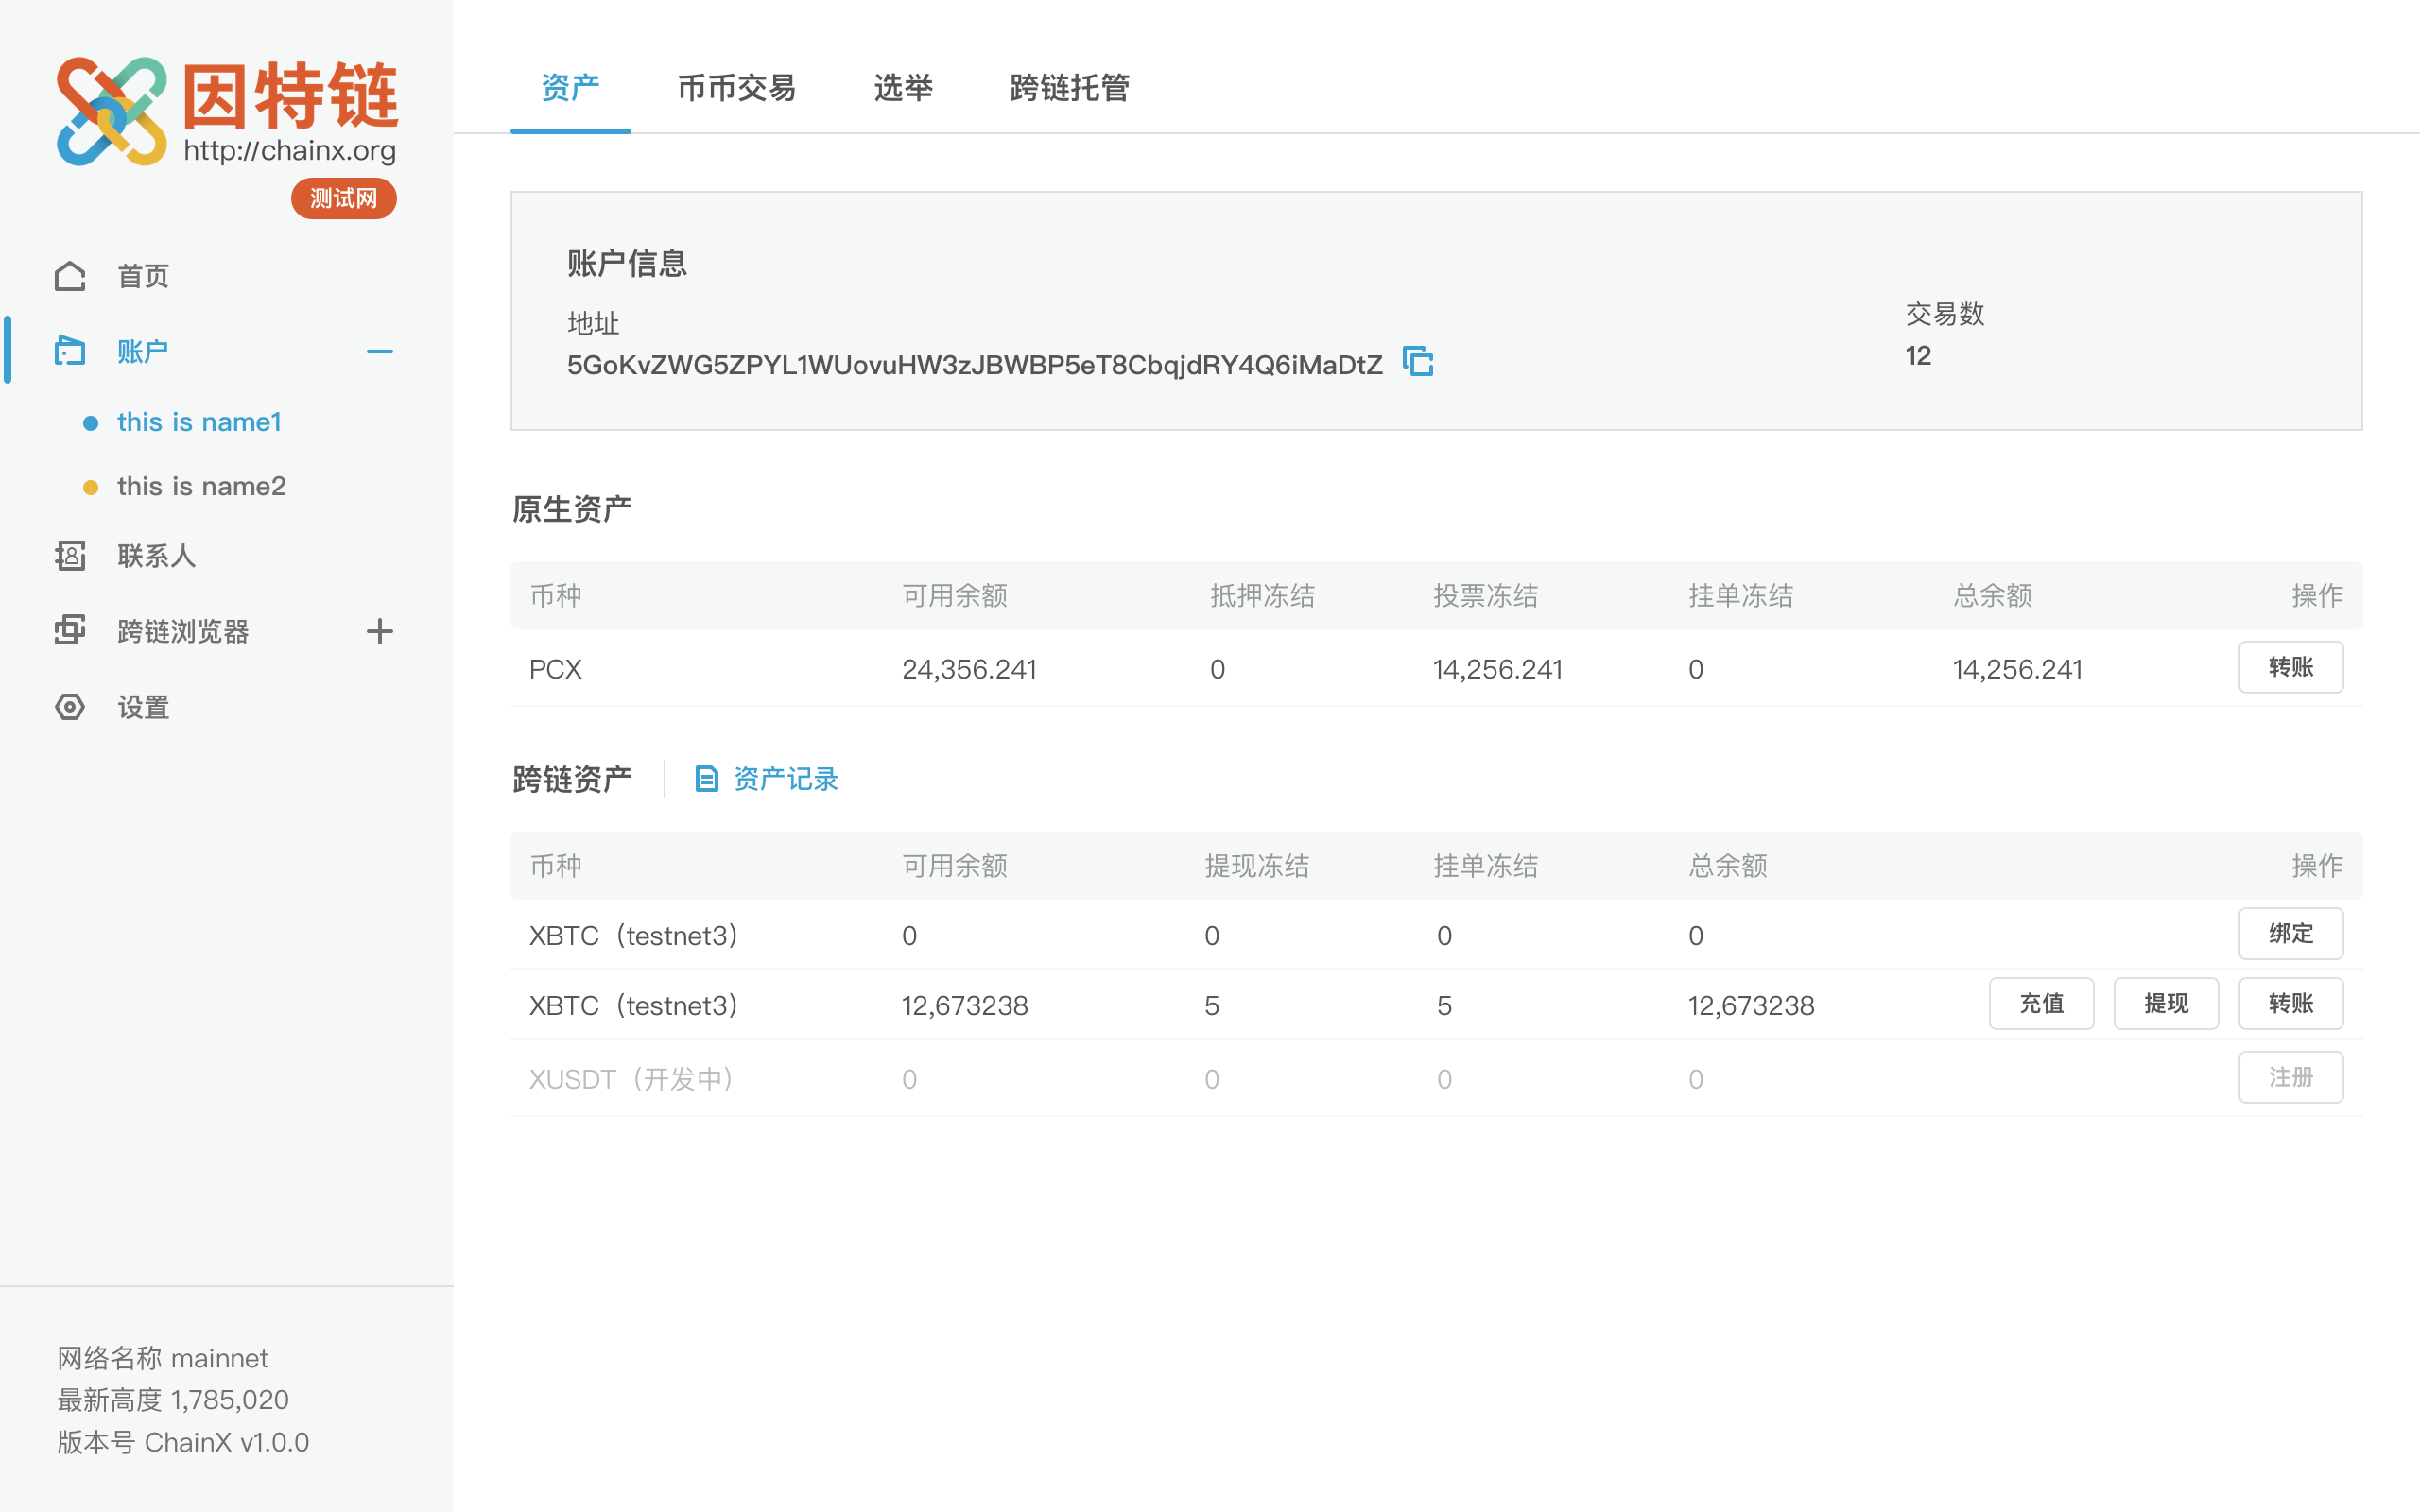 因特链
http://chainx.org
测试网
首页
账户
this is name1
this is name2
联系人
跨链浏览器
设置
网络名称 mainnet
最新高度 1,785,020
版本号 ChainX v1.0.0
资产 币币交易 选举 跨链托管
账户信息
地址
5GoKvZWG5ZPYL1WUovuHW3zJBWBP5eT8CbqjdRY4Q6iMaDtZ
交易数
12
原生资产
币种 可用余额 抵押冻结 投票冻结 挂单冻结 总余额 操作
PCX 24,356.241 0 14,256.241 0 14,256.241 转账
跨链资产 资产记录
币种 可用余额 提现冻结 挂单冻结 总余额 操作
XBTC（testnet3） 0 0 0 0 绑定
XBTC（testnet3） 12,673238 5 5 12,673238 充值 提现 转账
XUSDT（开发中） 0 0 0 0 注册